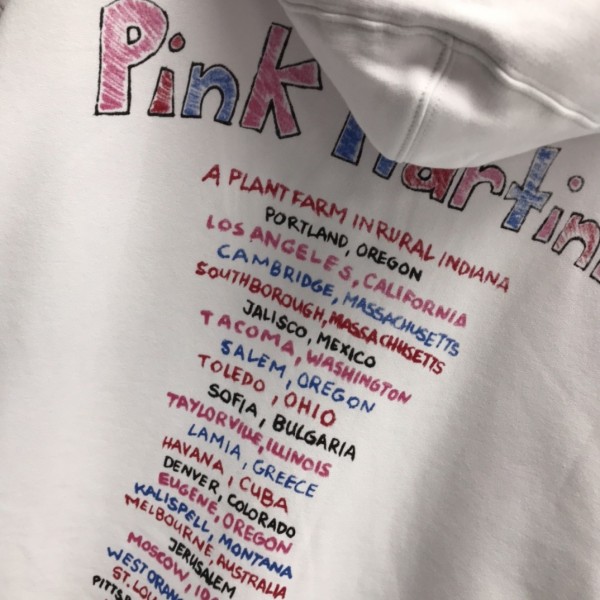 Pink Martini
A PLANT FARM IN RURAL INDIANA
PORTLAND, OREGON
LOS ANGELES, CALIFORNIA
CAMBRIDGE, MASSACHUSETTS
SOUTHBOROUGH, MASSACHUSETTS
JALISCO, MEXICO
TACOMA, WASHINGTON
SALEM, OREGON
TOLEDO, OHIO
SOFIA, BULGARIA
TAYLORVILLE, ILLINOIS
LAMIA, GREECE
HAVANA, CUBA
DENVER, COLORADO
EUGENE, OREGON
KALISPELL, MONTANA
MELBOURNE, AUSTRALIA
JERUSALEM
MOSCOW,
WEST
ST.